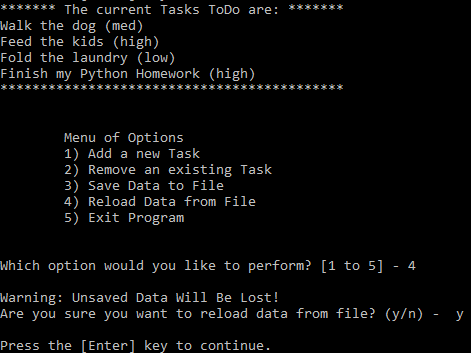 ******* The current Tasks ToDo are: *******
Walk the dog (med)
Feed the kids (high)
Fold the laundry (low)
Finish my Python Homework (high)
*******************************************
Menu of Options
1) Add a new Task
2) Remove an existing Task
3) Save Data to File
4) Reload Data from File
5) Exit Program
Which option would you like to perform? [1 to 5] - 4
Warning: Unsaved Data Will Be Lost!
Are you sure you want to reload data from file? (y/n) -  y
Press the [Enter] key to continue.